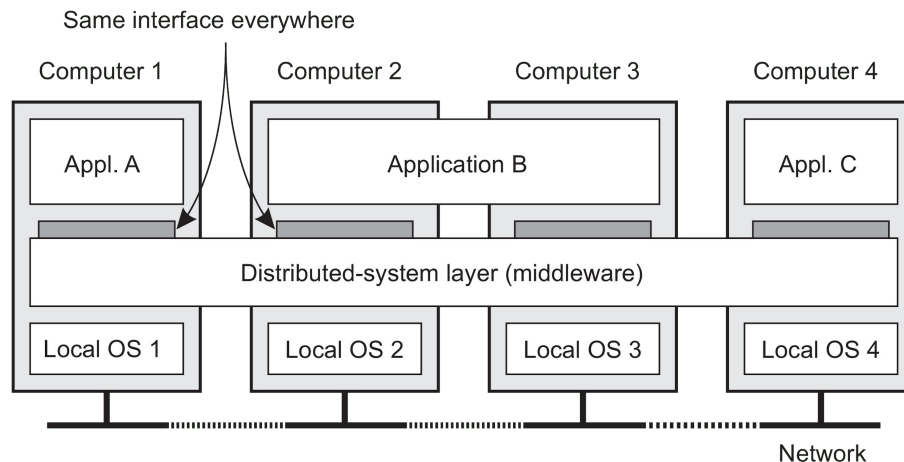 Same interface everywhere
Computer 1
Computer 2
Computer 3
Computer 4
Appl. A
Application B
Appl. C
Distributed-system layer (middleware)
Local OS 1
Local OS 2
Local OS 3
Local OS 4
Network